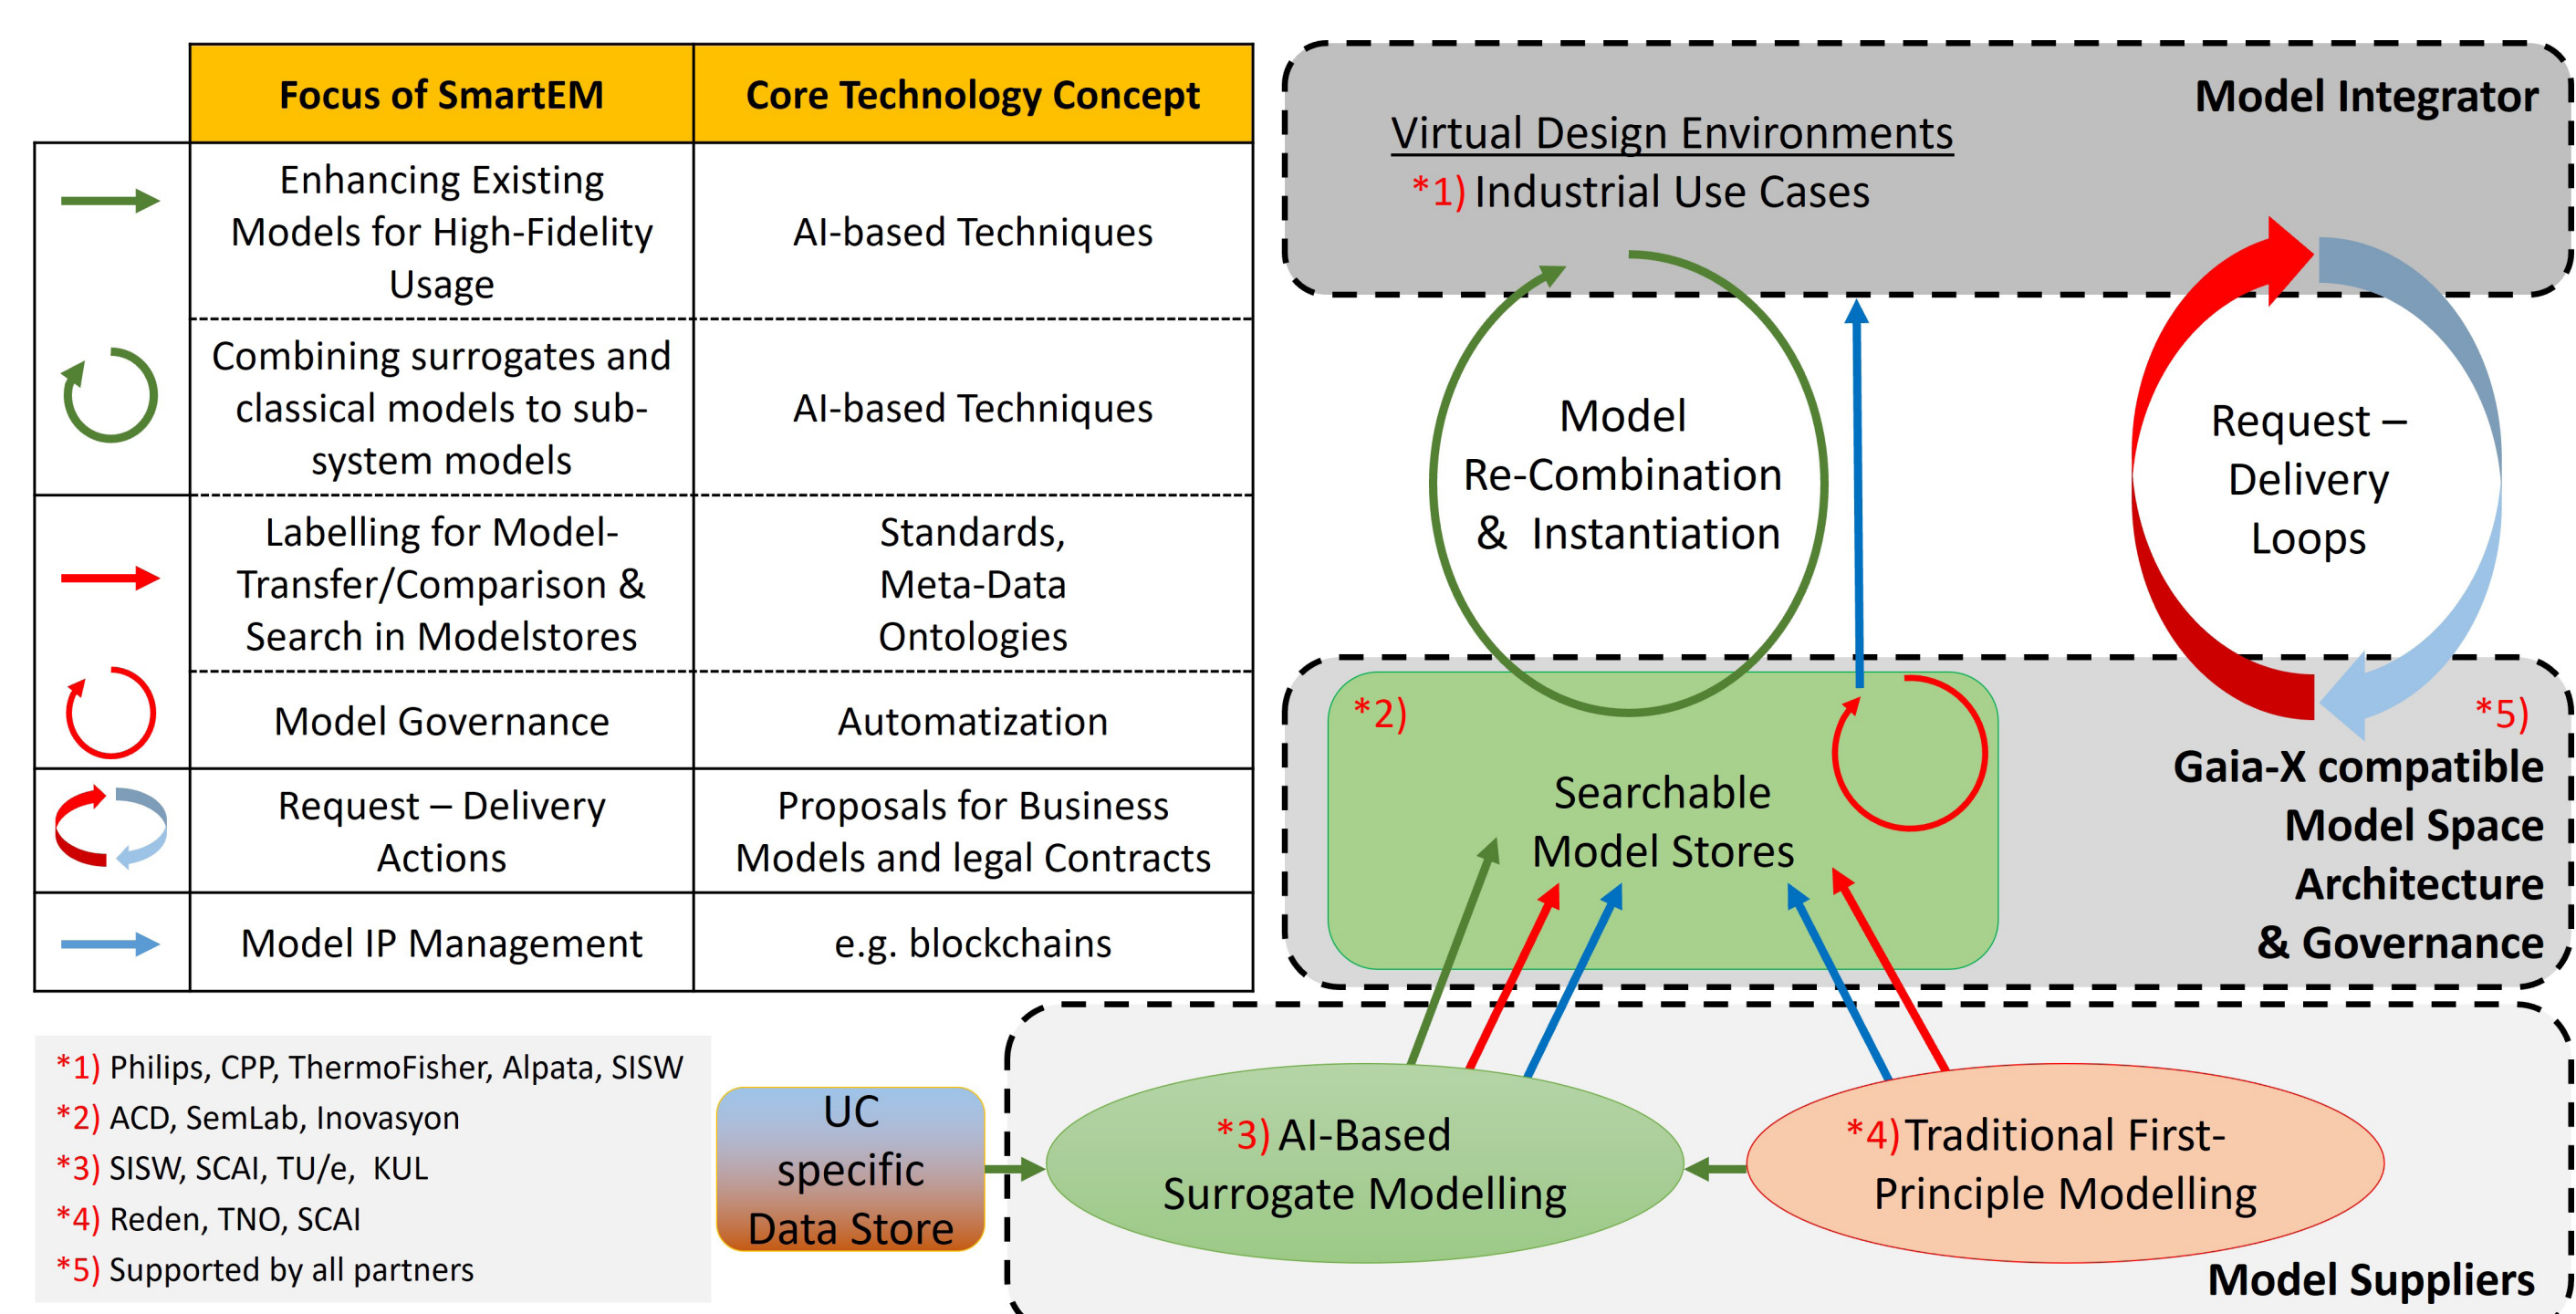 Focus of SmartEM
Core Technology Concept
Enhancing Existing
Models for High-Fidelity
Usage
AI-based Techniques
Combining surrogates and
classical models to sub-
system models
AI-based Techniques
Labelling for Model-
Transfer/Comparison &
Search in Modelstores
Standards,
Meta-Data
Ontologies
Model Governance
Automatization
Request – Delivery
Actions
Proposals for Business
Models and legal Contracts
Model IP Management
e.g. blockchains
*1) Philips, CPP, ThermoFisher, Alpata, SISW
*2) ACD, SemLab, Inovasyon
*3) SISW, SCAI, TU/e, KUL
*4) Reden, TNO, SCAI
*5) Supported by all partners
Model Integrator
Virtual Design Environments
*1) Industrial Use Cases
Model
Re-Combination
& Instantiation
Request –
Delivery
Loops
*2)
Searchable
Model Stores
*5)
Gaia-X compatible
Model Space
Architecture
& Governance
UC
specific
Data Store
*3) AI-Based
Surrogate Modelling
*4) Traditional First-
Principle Modelling
Model Suppliers